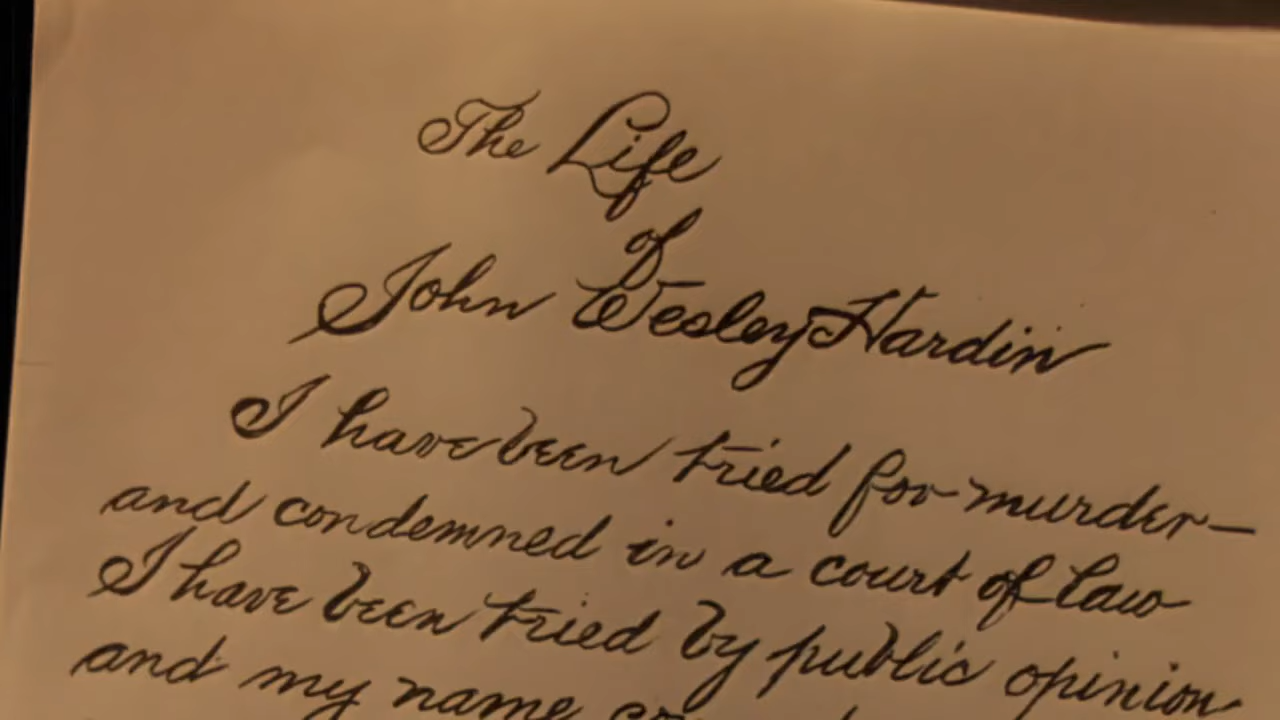 The Life
of
John Wesley Hardin
I have been tried for murder—
and condemned in a court of law
I have been tried by public opinion
and my name